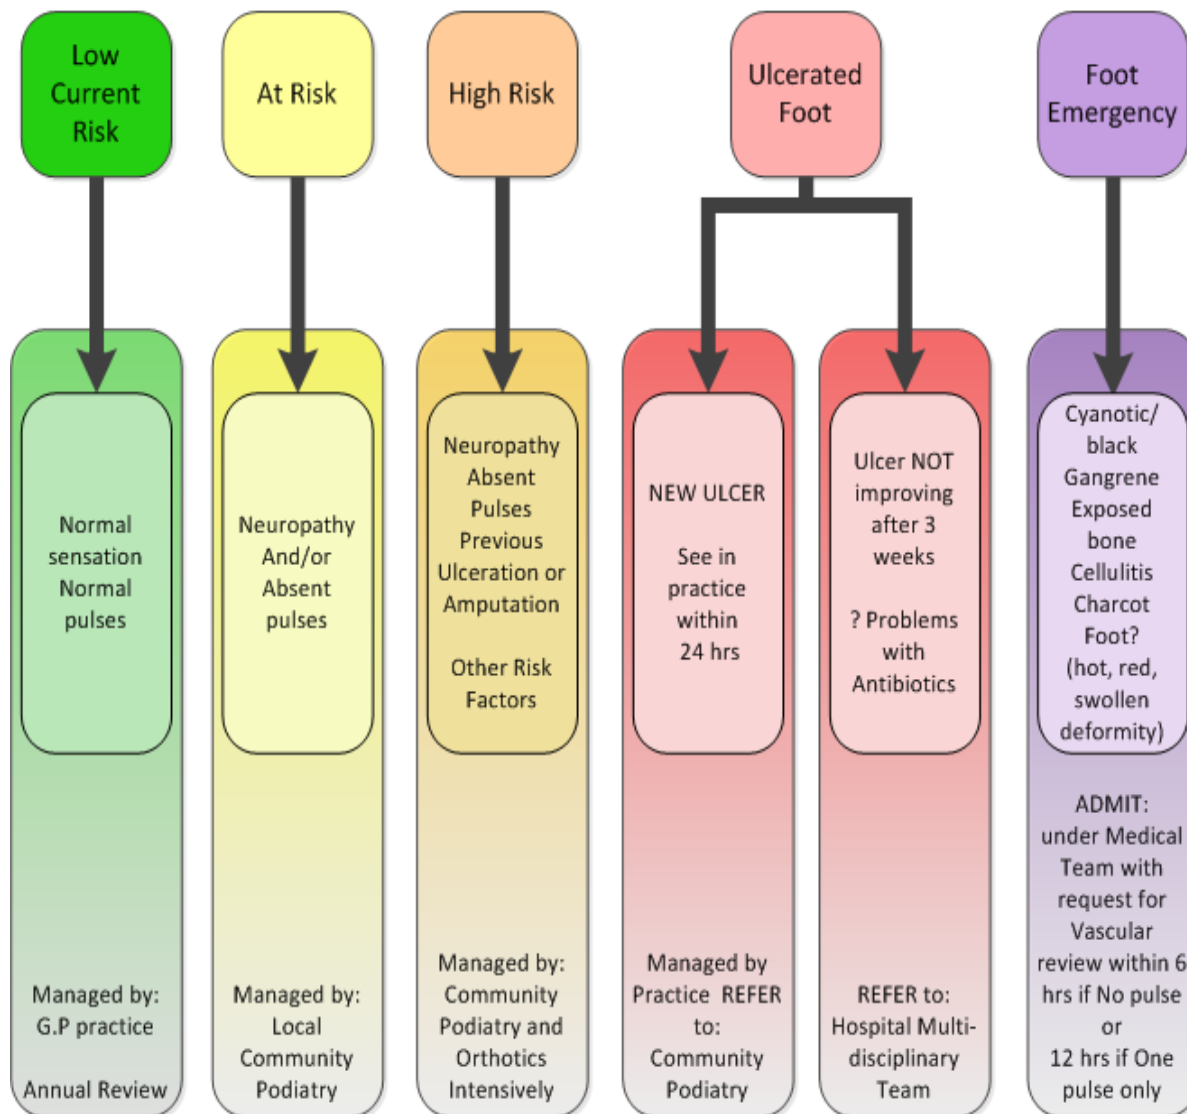 Low
Current
Risk
At Risk
High Risk
Ulcerated
Foot
Foot
Emergency
Normal
sensation
Normal
pulses
Neuropathy
And/or
Absent
pulses
Neuropathy
Absent
Pulses
Previous
Ulceration or
Amputation
Other Risk
Factors
NEW ULCER
See in
practice
within
24 hrs
Ulcer NOT
improving
after 3
weeks
? Problems
with
Antibiotics
Cyanotic/
black
Gangrene
Exposed
bone
Cellulitis
Charcot
Foot?
(hot, red,
swollen
deformity)
Managed by:
G.P practice
Annual Review
Managed by:
Local
Community
Podiatry
Managed by:
Community
Podiatry and
Orthotics
Intensively
Managed by
Practice REFER
to:
Community
Podiatry
REFER to:
Hospital Multi-
disciplinary
Team
ADMIT:
under Medical
Team with
request for
Vascular
review within 6
hrs if No pulse
or
12 hrs if One
pulse only